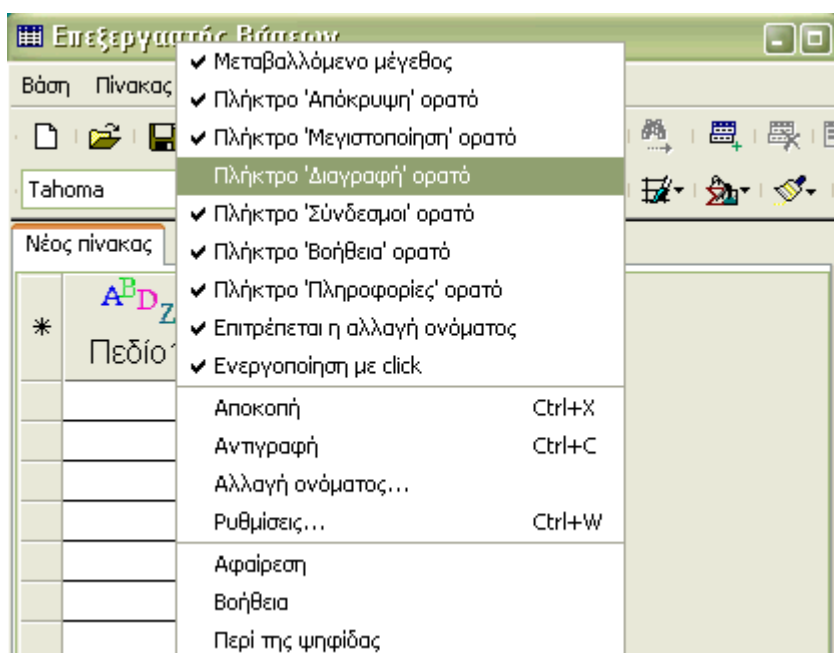 Επεξεργαστής Βάσεων
Βάση Πίνακας
Tahoma
Νέος πίνακας
ABDZ
Πεδίο1
Μεταβαλλόμενο μέγεθος
Πλήκτρο 'Απόκρυψη' ορατό
Πλήκτρο 'Μεγιστοποίηση' ορατό
Πλήκτρο 'Διαγραφή' ορατό
Πλήκτρο 'Σύνδεσμοι' ορατό
Πλήκτρο 'Βοήθεια' ορατό
Πλήκτρο 'Πληροφορίες' ορατό
Επιτρέπεται η αλλαγή ονόματος
Ενεργοποίηση με click
Αποκοπή Ctrl+X
Αντιγραφή Ctrl+C
Αλλαγή ονόματος...
Ρυθμίσεις... Ctrl+W
Αφαίρεση
Βοήθεια
Περί της ψηφίδας